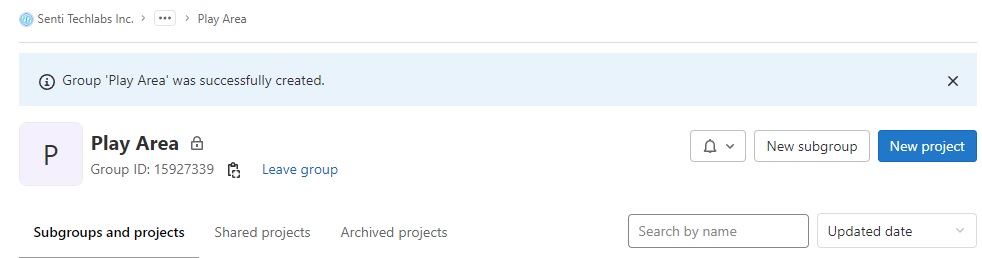 Senti Techlabs Inc. > ... > Play Area
Group 'Play Area' was successfully created.
P
Play Area
Group ID: 15927339 Leave group
New subgroup New project
Subgroups and projects Shared projects Archived projects Search by name Updated date